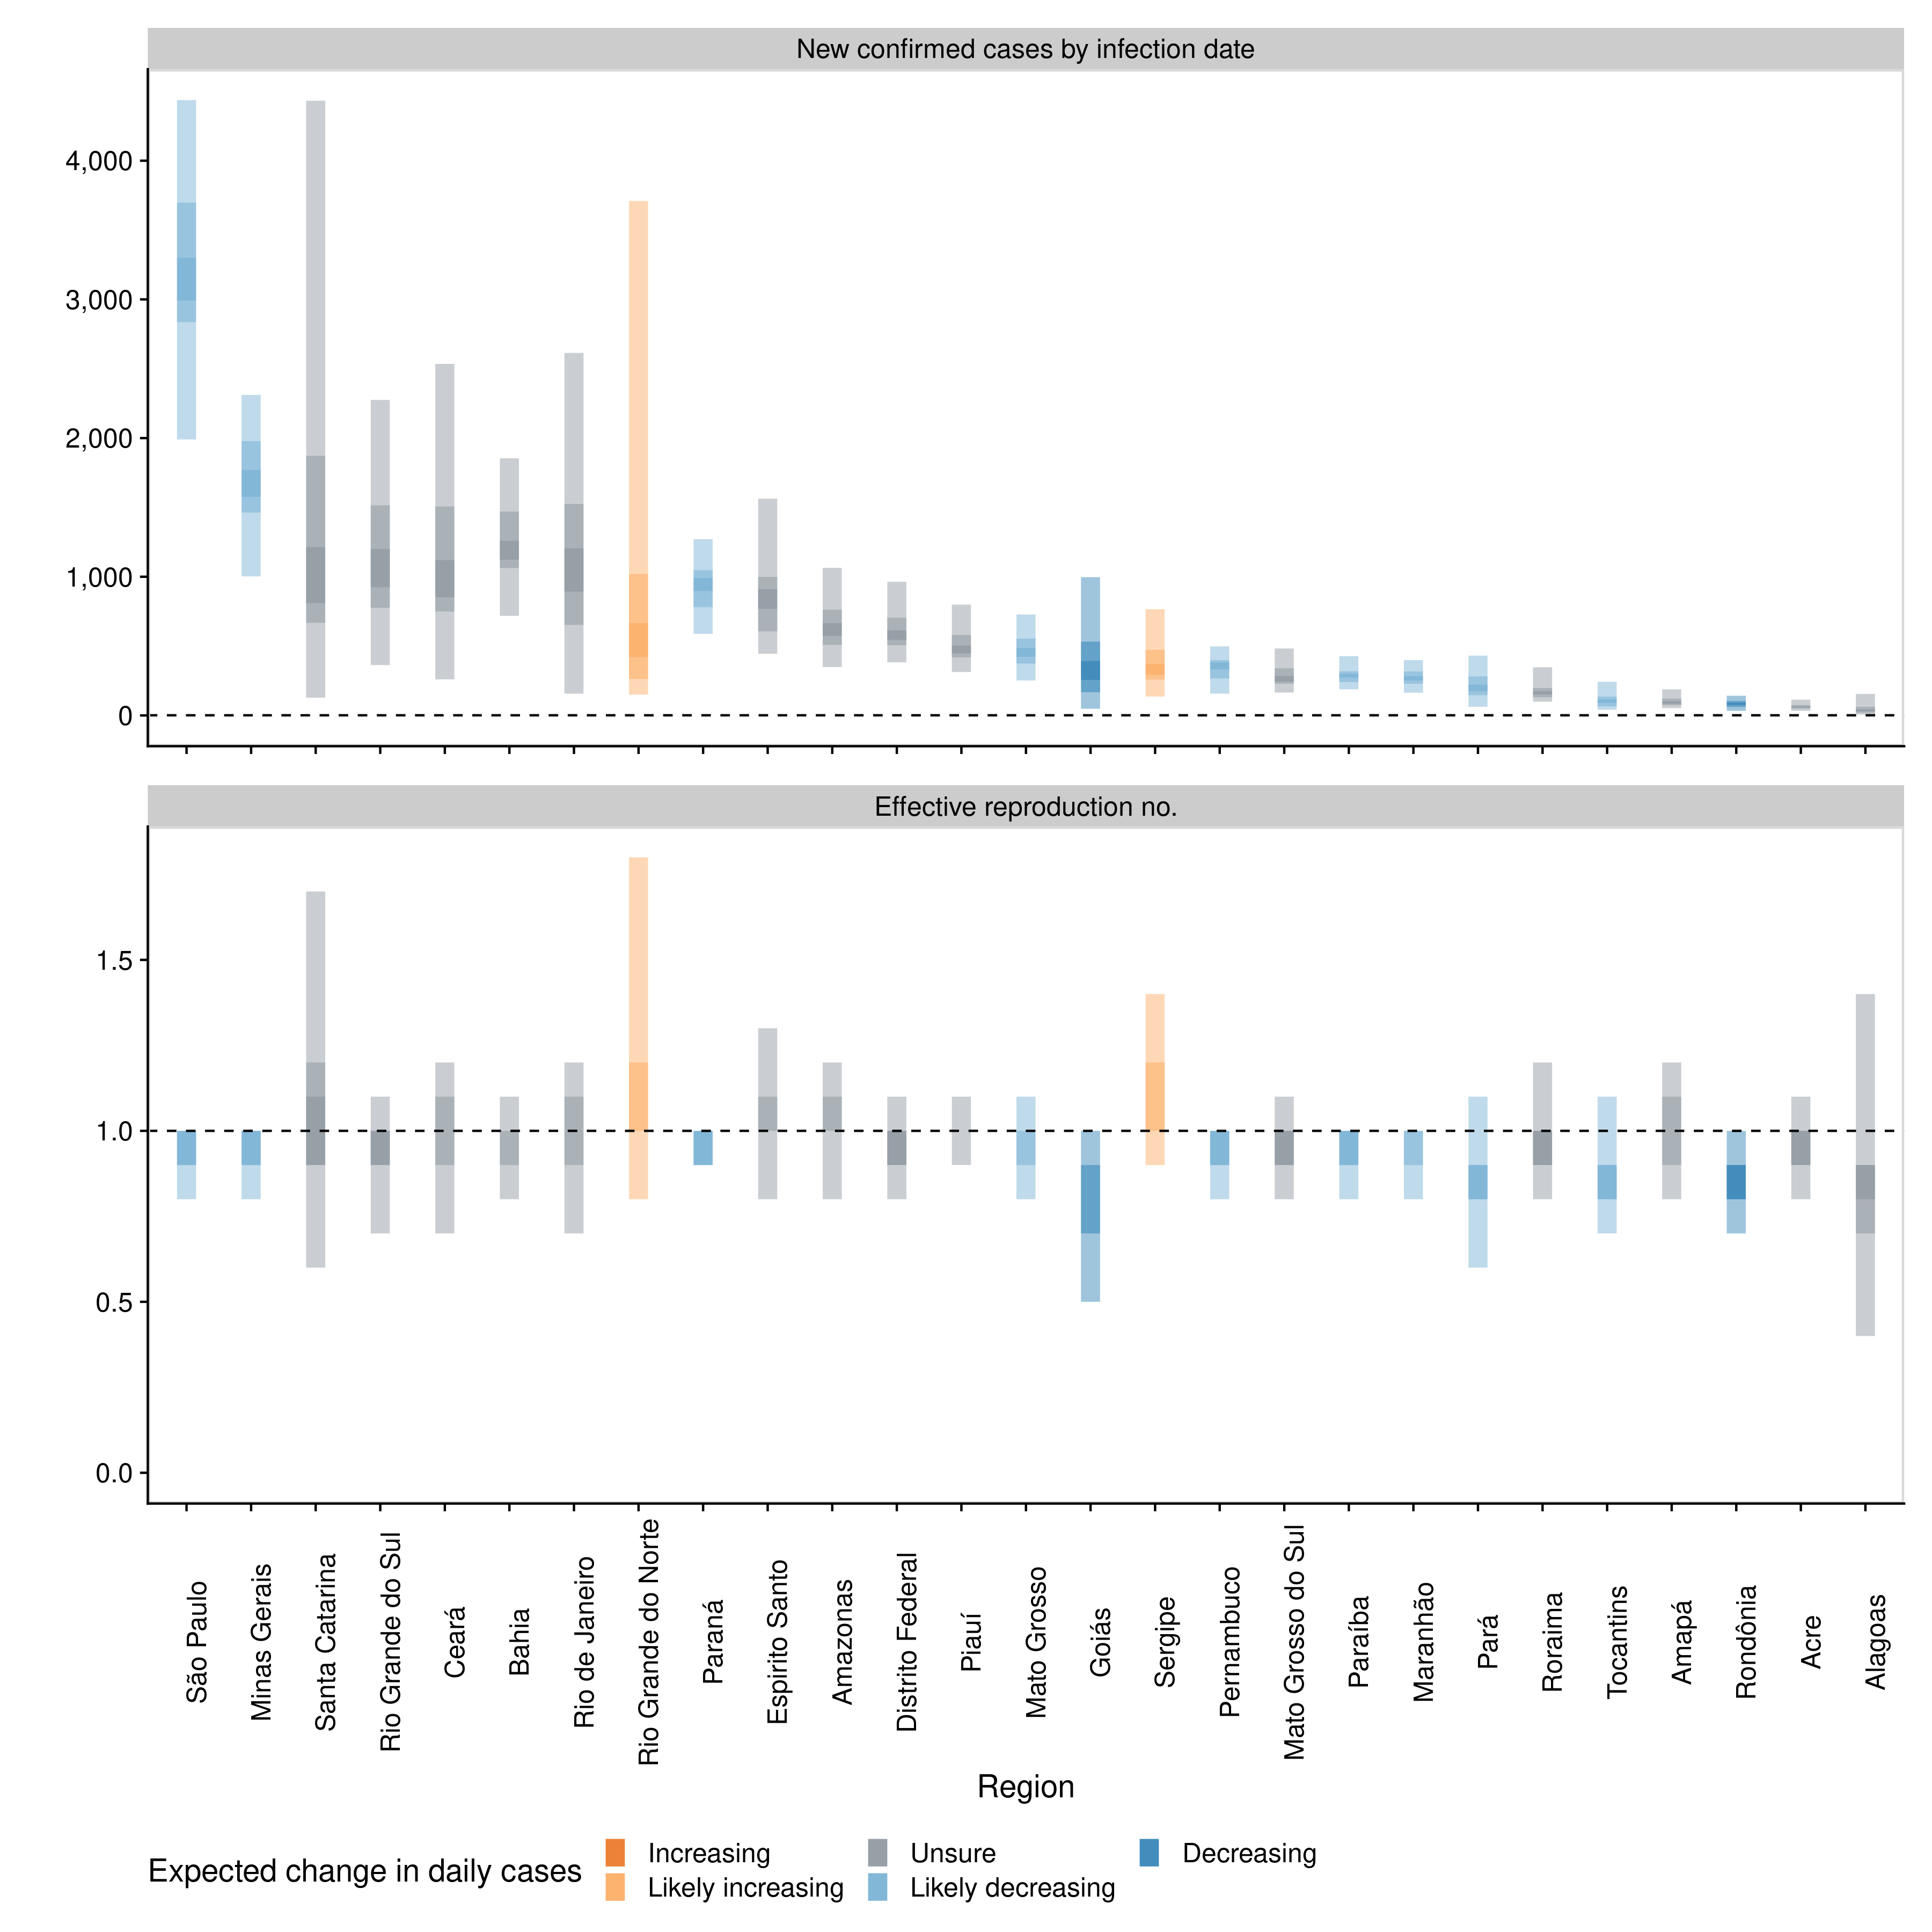 New confirmed cases by infection date
4,000
3,000
2,000
1,000
0
Effective reproduction no.
1.5
1.0
0.5
0.0
São Paulo
Minas Gerais
Santa Catarina
Rio Grande do Sul
Ceará
Bahia
Rio de Janeiro
Rio Grande do Norte
Paraná
Espirito Santo
Amazonas
Distrito Federal
Piauí
Mato Grosso
Goiás
Sergipe
Pernambuco
Mato Grosso do Sul
Paraíba
Maranhão
Pará
Roraima
Tocantins
Amapá
Rondônia
Acre
Alagoas
Region
Expected change in daily cases
Increasing
Likely increasing
Unsure
Likely decreasing
Decreasing